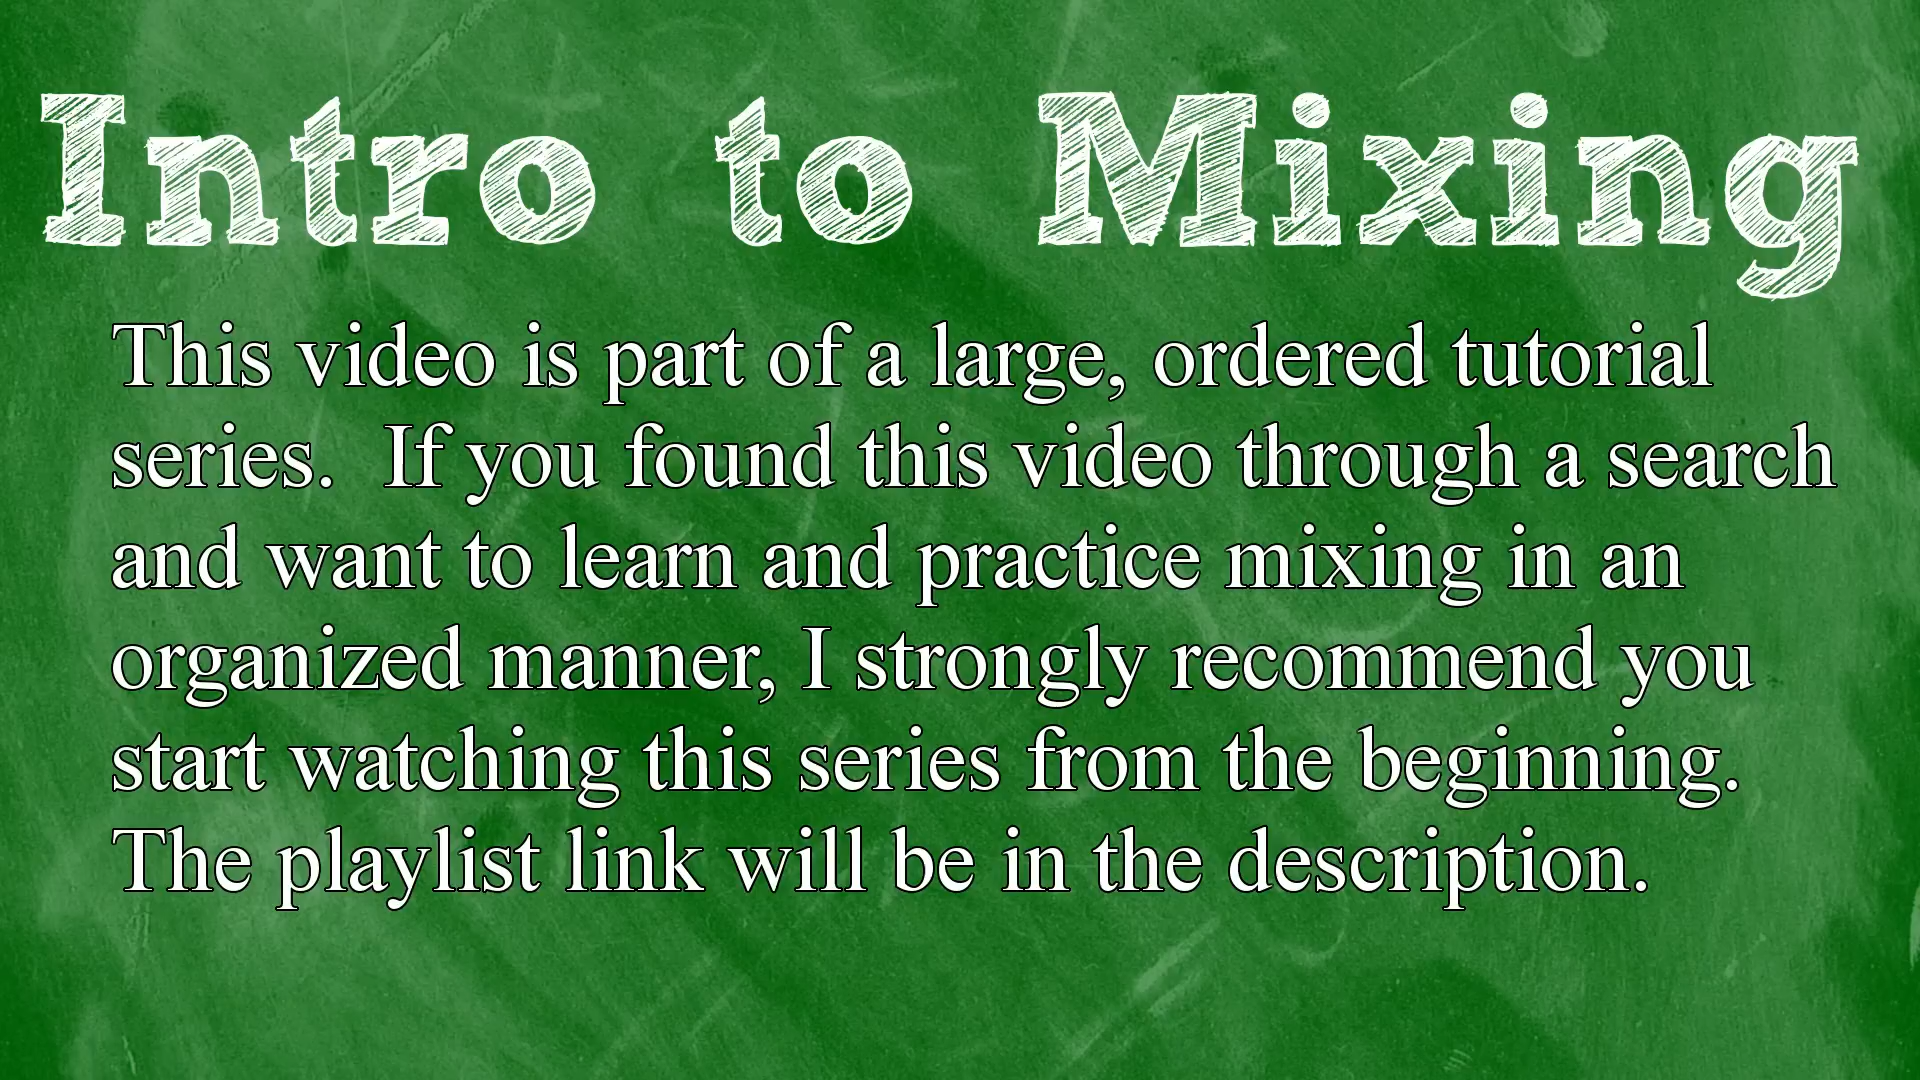 Intro to Mixing
This video is part of a large, ordered tutorial
series.  If you found this video through a search
and want to learn and practice mixing in an
organized manner, I strongly recommend you
start watching this series from the beginning.
The playlist link will be in the description.